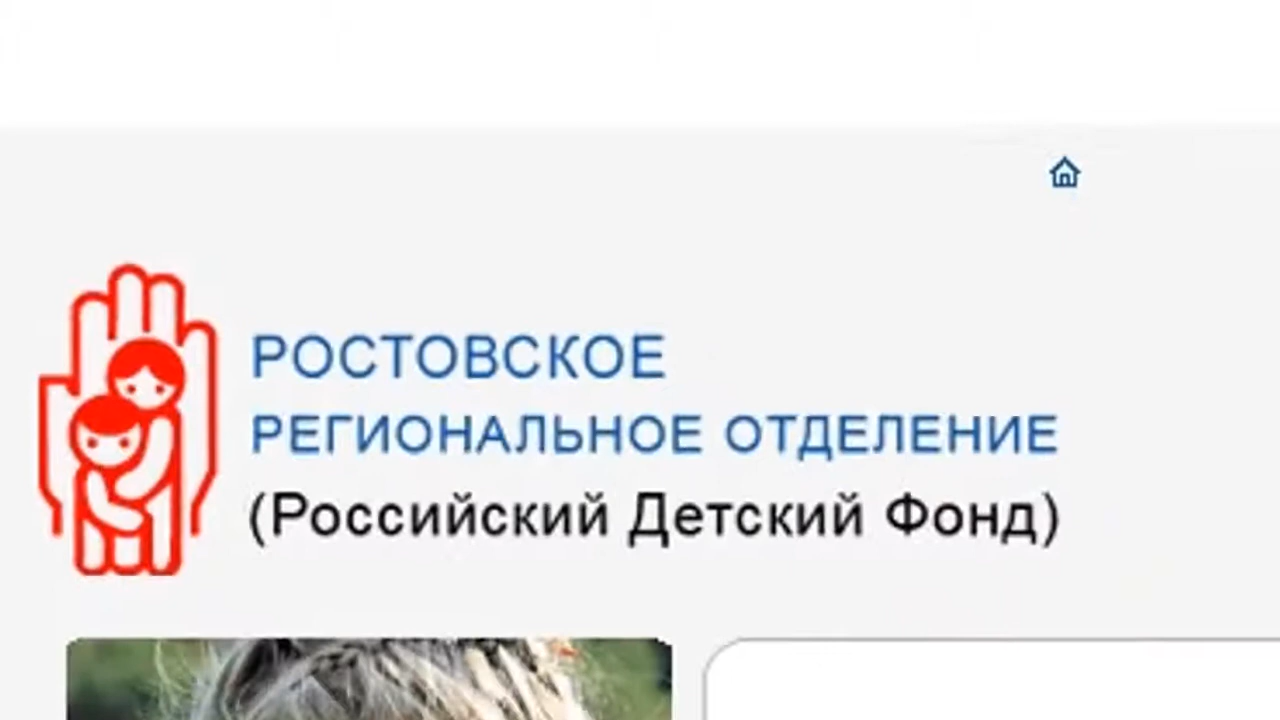 РОСТОВСКОЕ
РЕГИОНАЛЬНОЕ ОТДЕЛЕНИЕ
(Российский Детский Фонд)